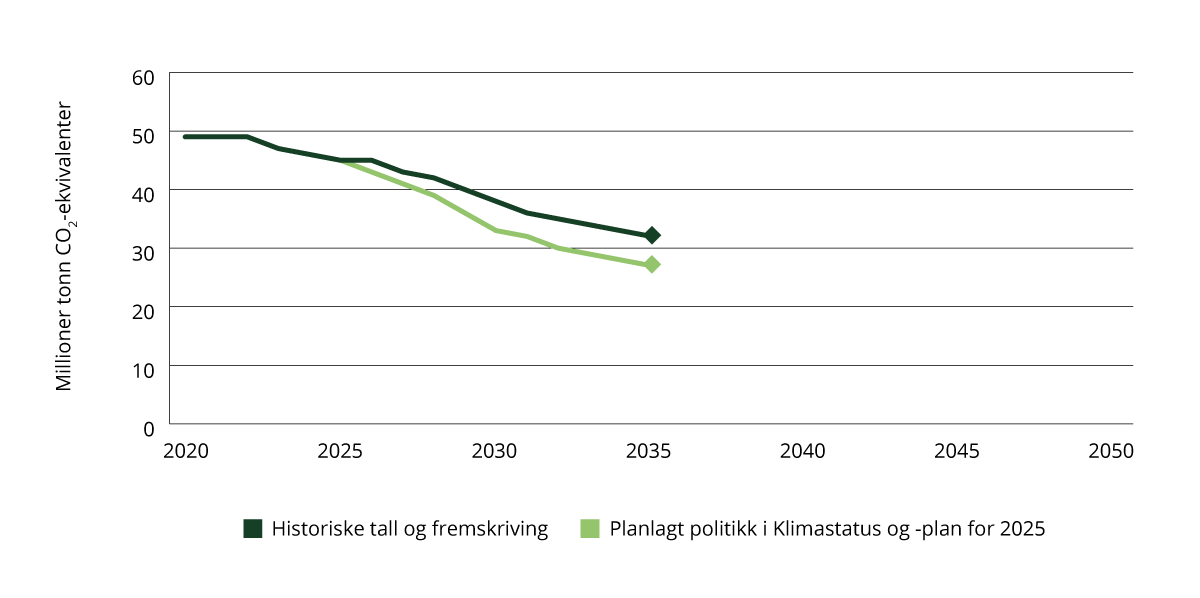 60
50
40
30
20
10
0
Millioner tonn CO₂-ekvivalenter
2020 2025 2030 2035 2040 2045 2050
Historiske tall og fremskriving Planlagt politikk i Klimastatus og -plan for 2025